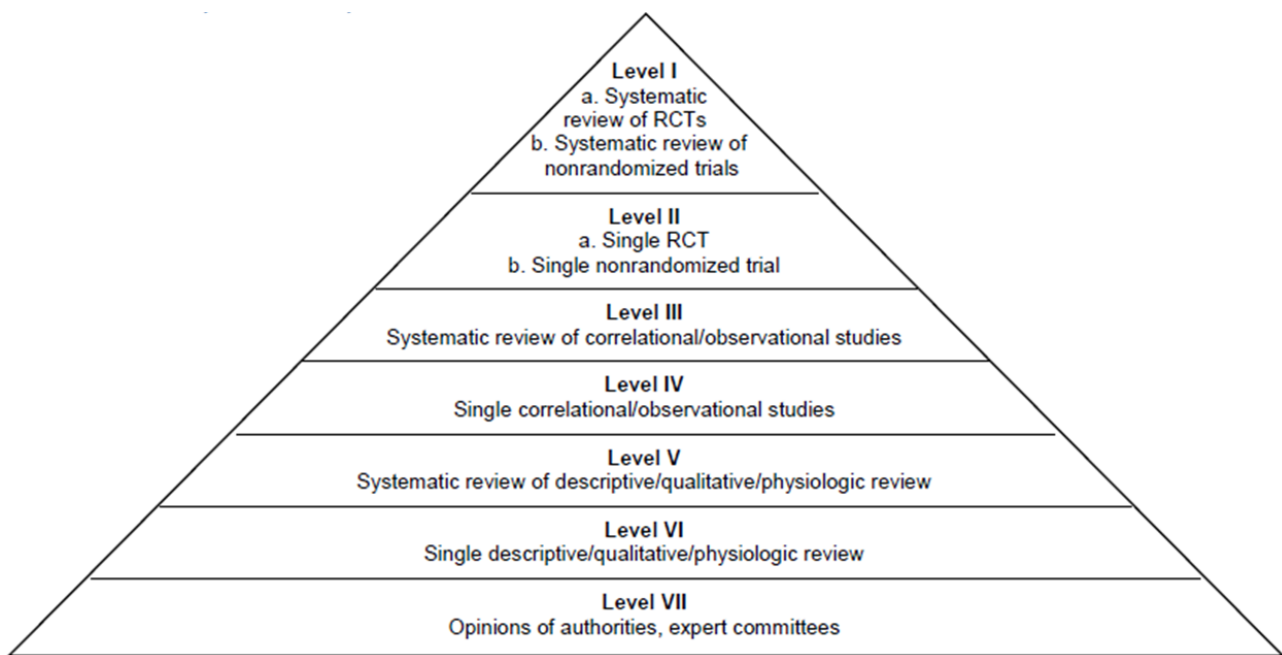 Level I
a. Systematic
review of RCTs
b. Systematic review of
nonrandomized trials
Level II
a. Single RCT
b. Single nonrandomized trial
Level III
Systematic review of correlational/observational studies
Level IV
Single correlational/observational studies
Level V
Systematic review of descriptive/qualitative/physiologic review
Level VI
Single descriptive/qualitative/physiologic review
Level VII
Opinions of authorities, expert committees